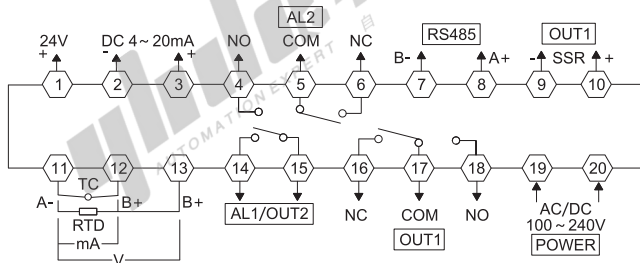 AL2
24V DC 4~20mA NO COM NC RS485 OUT1
+ - + B- A+ - SSR +
1 2 3 4 5 6 7 8 9 10
AUTOMATION EXPERT
11 12 13 14 15 16 17 18 19 20
TC
A- B+ B+
RTD
mA
V
AL1/OUT2
NC COM NO
OUT1
AC/DC
100~240V
POWER